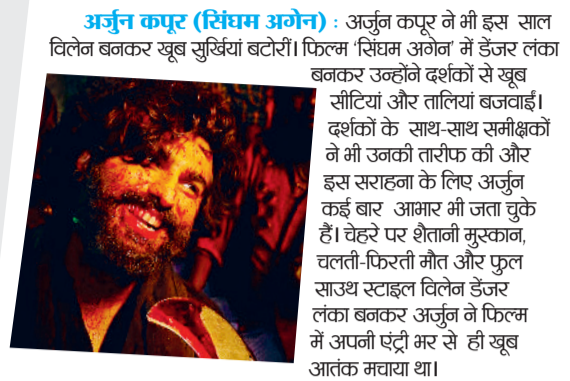 अर्जुन कपूर (सिंघम अगेन) : अर्जुन कपूर ने भी इस साल
विलेन बनकर खूब सुर्खियां बटोरीं। फिल्म ‘सिंघम अगेन’ में डेंजर लंका
बनकर उन्होंने दर्शकों से खूब
सीटियां और तालियां बजवाईं।
दर्शकों के साथ-साथ समीक्षकों
ने भी उनकी तारीफ की और
इस सराहना के लिए अर्जुन
कई बार आभार भी जता चुके
हैं। चेहरे पर शैतानी मुस्कान,
चलती-फिरती मौत और फुल
साउथ स्टाइल विलेन डेंजर
लंका बनकर अर्जुन ने फिल्म
में अपनी एंट्री भर से ही खूब
आतंक मचाया था।